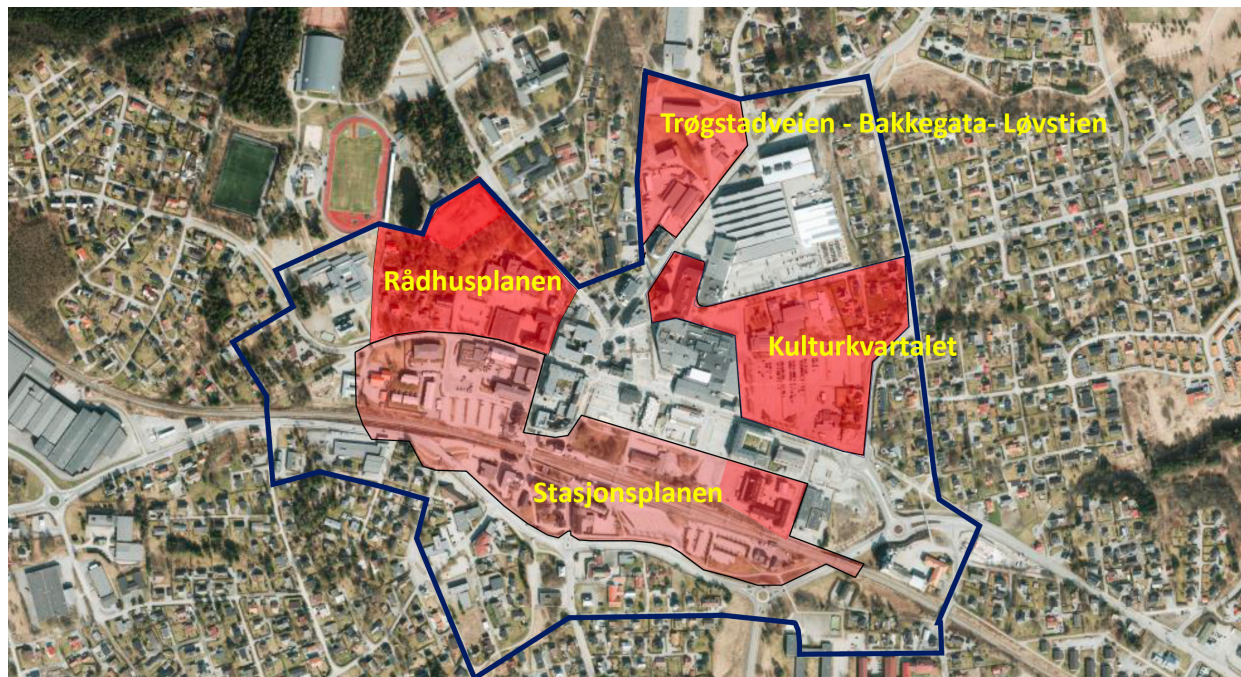 Trøgstadveien - Bakkegata- Løvstien
Rådhusplanen
Kulturkvartalet
Stasjonsplanen